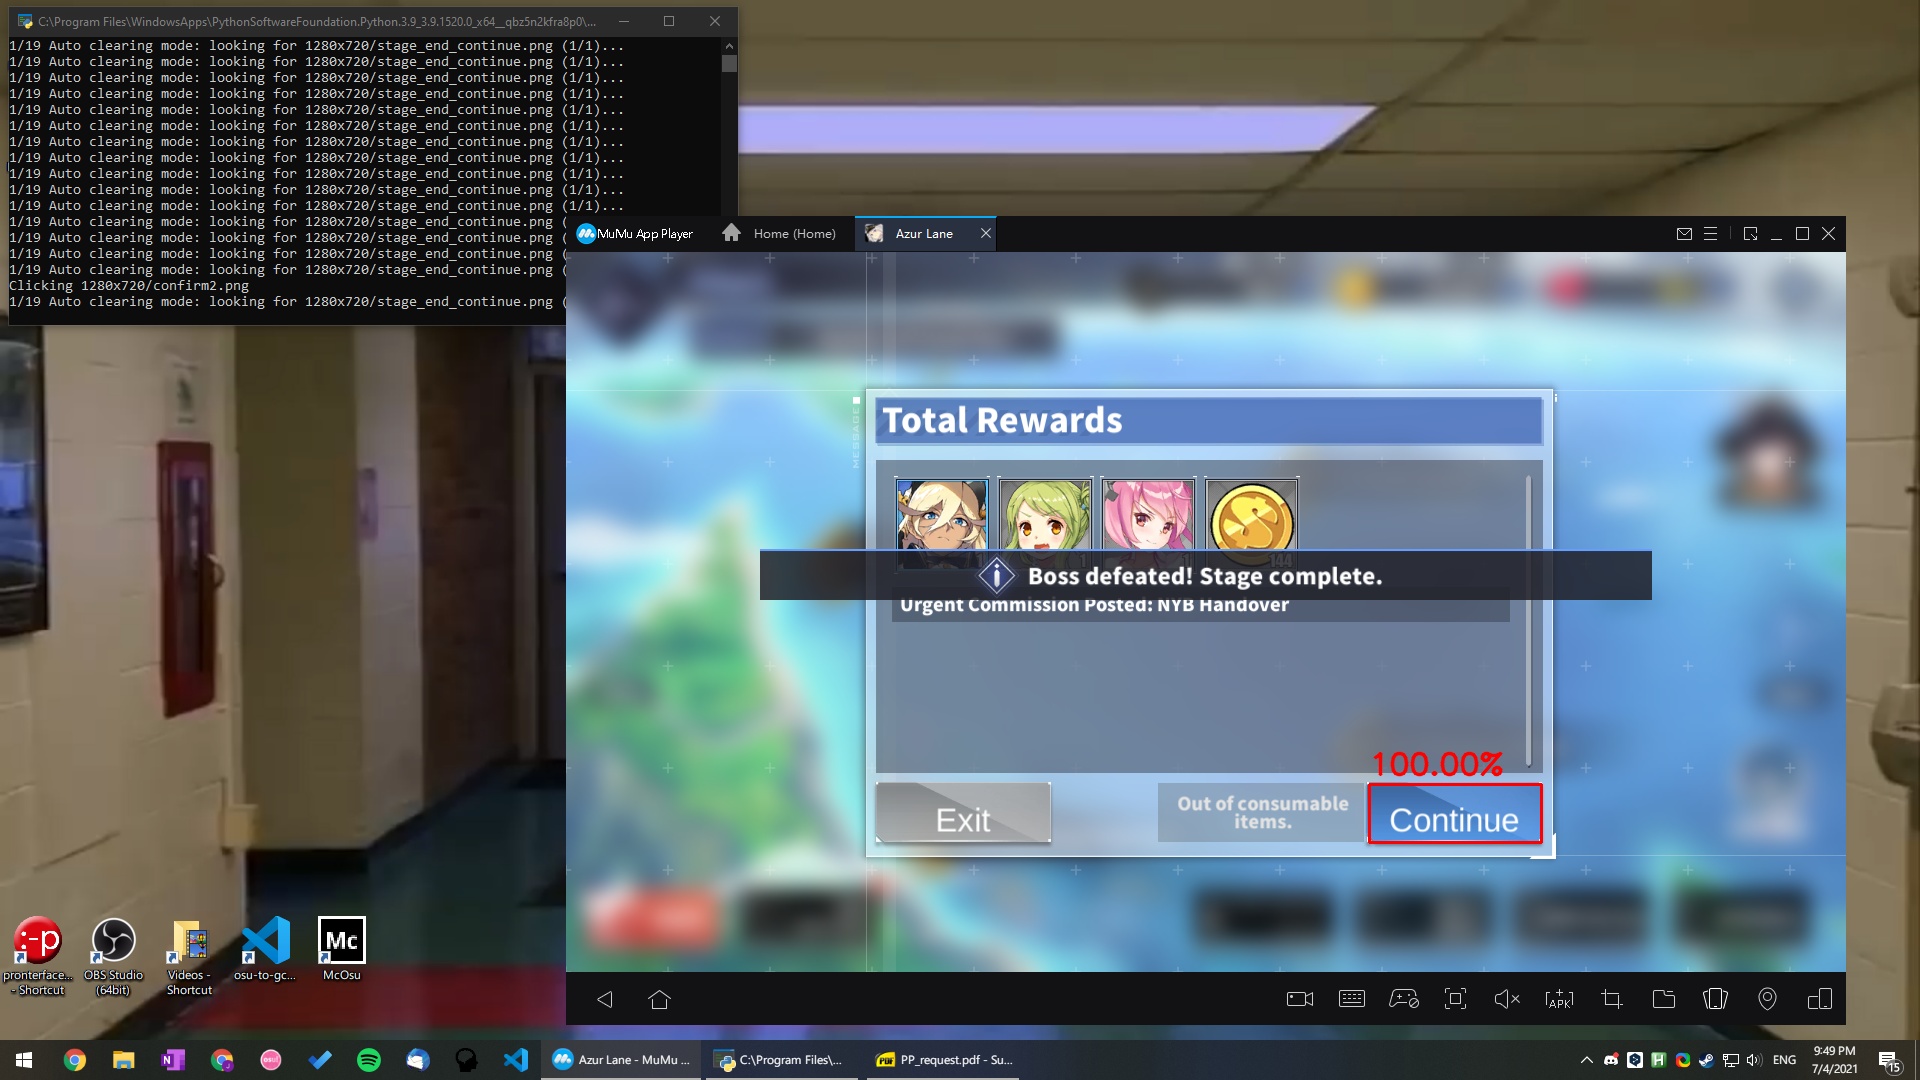 C:\Program Files\WindowsApps\PythonSoftwareFoundation.Python.3.9_3.9.1520.0_x64__qbz5n2kfra8p0\...
1/19 Auto clearing mode: looking for 1280x720/stage_end_continue.png (1/1)...
1/19 Auto clearing mode: looking for 1280x720/stage_end_continue.png (1/1)...
1/19 Auto clearing mode: looking for 1280x720/stage_end_continue.png (1/1)...
1/19 Auto clearing mode: looking for 1280x720/stage_end_continue.png (1/1)...
1/19 Auto clearing mode: looking for 1280x720/stage_end_continue.png (1/1)...
1/19 Auto clearing mode: looking for 1280x720/stage_end_continue.png (1/1)...
1/19 Auto clearing mode: looking for 1280x720/stage_end_continue.png (1/1)...
1/19 Auto clearing mode: looking for 1280x720/stage_end_continue.png (1/1)...
1/19 Auto clearing mode: looking for 1280x720/stage_end_continue.png (1/1)...
1/19 Auto clearing mode: looking for 1280x720/stage_end_continue.png (1/1)...
1/19 Auto clearing mode: looking for 1280x720/stage_end_continue.png (1/1)...
1/19 Auto clearing mode: looking for 1280x720/stage_end_continue.png (
1/19 Auto clearing mode: looking for 1280x720/stage_end_continue.png (
1/19 Auto clearing mode: looking for 1280x720/stage_end_continue.png (
1/19 Auto clearing mode: looking for 1280x720/stage_end_continue.png (
Clicking 1280x720/confirm2.png
1/19 Auto clearing mode: looking for 1280x720/stage_end_continue.png (
MuMu App Player
Home (Home)
Azur Lane
MESSAGE
Total Rewards
1
1
1
144
Boss defeated! Stage complete.
Urgent Commission Posted: NYB Handover
100.00%
Exit
Out of consumable
items.
Continue
APK
:-p
Mc
pronterface...
- Shortcut
OBS Studio
(64bit)
Videos -
Shortcut
osu-to-gc...
McOsu
osu!
Azur Lane - MuMu ...
C:\Program Files\...
PDF
PP_request.pdf - Su...
ENG
9:49 PM
7/4/2021
15